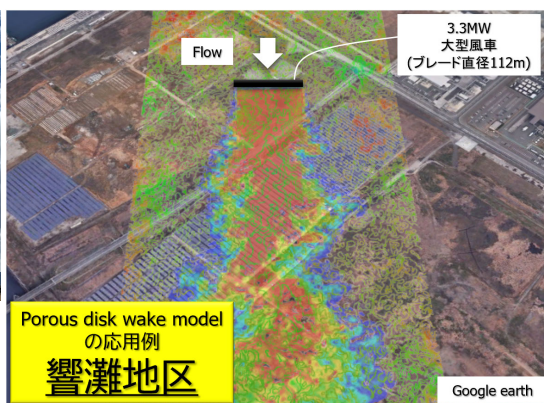 Flow
3.3MW
大型風車
(ブレード直径112m)
Porous disk wake model
の応用例
響灘地区
Google earth